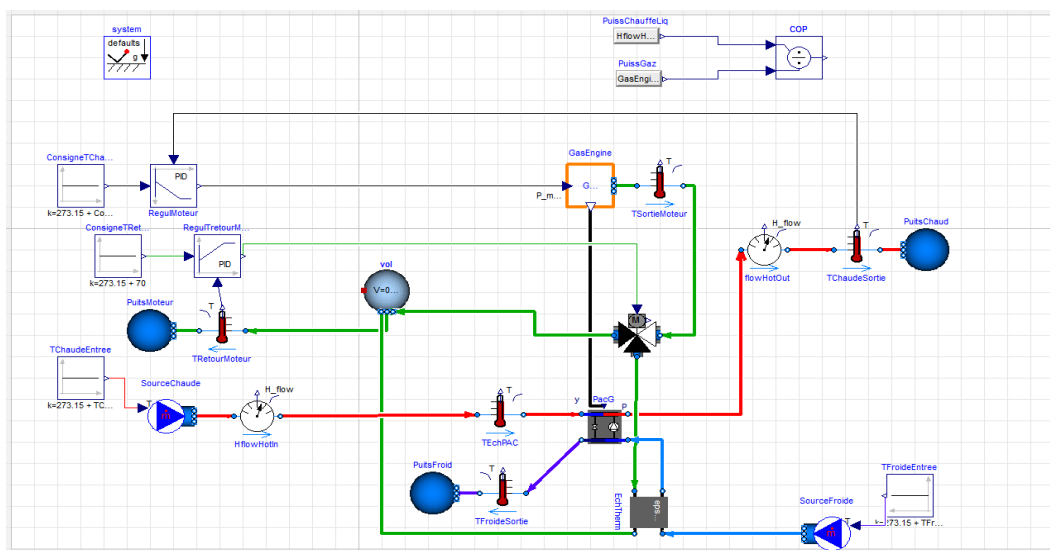 system
defaults
g
PuissChauffeLiq
HflowH...
COP
PuissGaz
GasEngi...
ConsigneTCha...
PID
RegulMoteur
k=273.15 + Co...
GasEngine
G...
P_m...
T
TSortieMoteur
ConsigneTRet...
RegulTretourM...
PID
k=273.15 + 70
H_flow
flowHotOut
T
TChaudeSortie
PuitsChaud
vol
V=0...
PuitsMoteur
T
TRetourMoteur
M
TChaudeEntree
k=273.15 + TC...
SourceChaude
T
m
H_flow
HflowHotIn
T
TEchPAC
y
PacG
P
PuitsFroid
T
TFroideSortie
EchTherm
eps...
TFroideEntree
k=273.15 + TFr...
SourceFroide
T
m